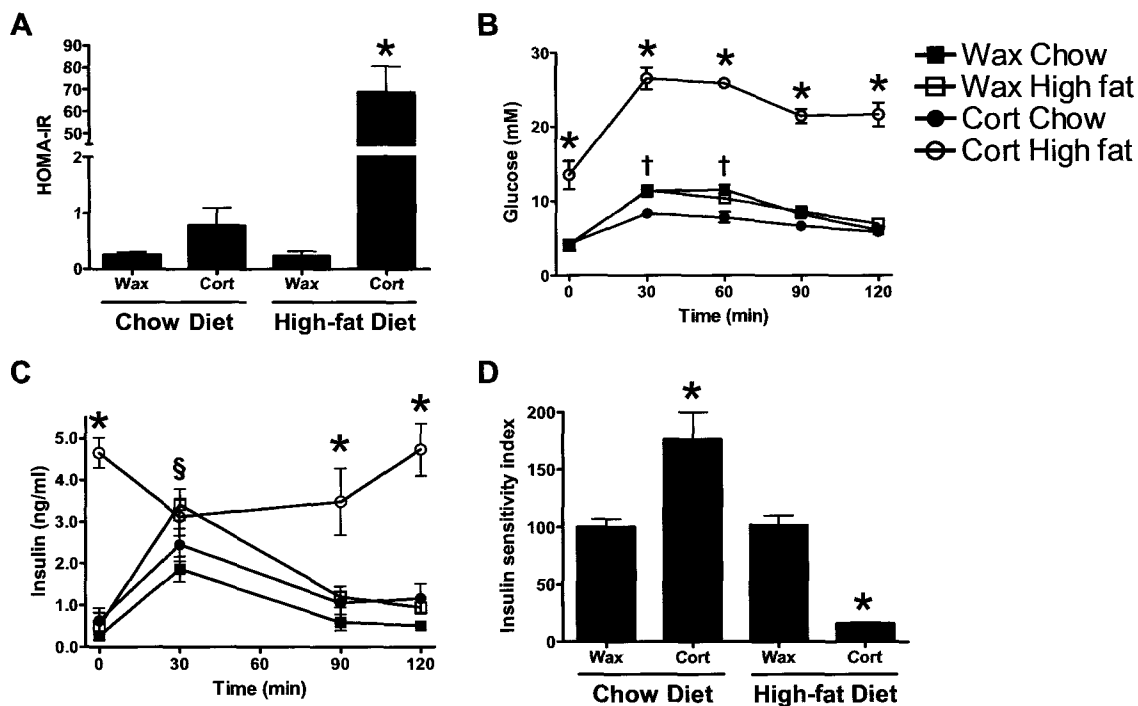 A
HOMA-IR
90
80
70
60
50
2
1
0
*
Wax Cort Wax Cort
Chow Diet High-fat Diet
B
Glucose (mM)
30
20
10
0
* * * * *
† †
0 30 60 90 120
Time (min)
Wax Chow
Wax High fat
Cort Chow
Cort High fat
C
Insulin (ng/ml)
5.0
4.0
3.0
2.0
1.0
0.0
* § * *
0 30 60 90 120
Time (min)
D
Insulin sensitivity index
200
150
100
50
0
*
*
Wax Cort Wax Cort
Chow Diet High-fat Diet